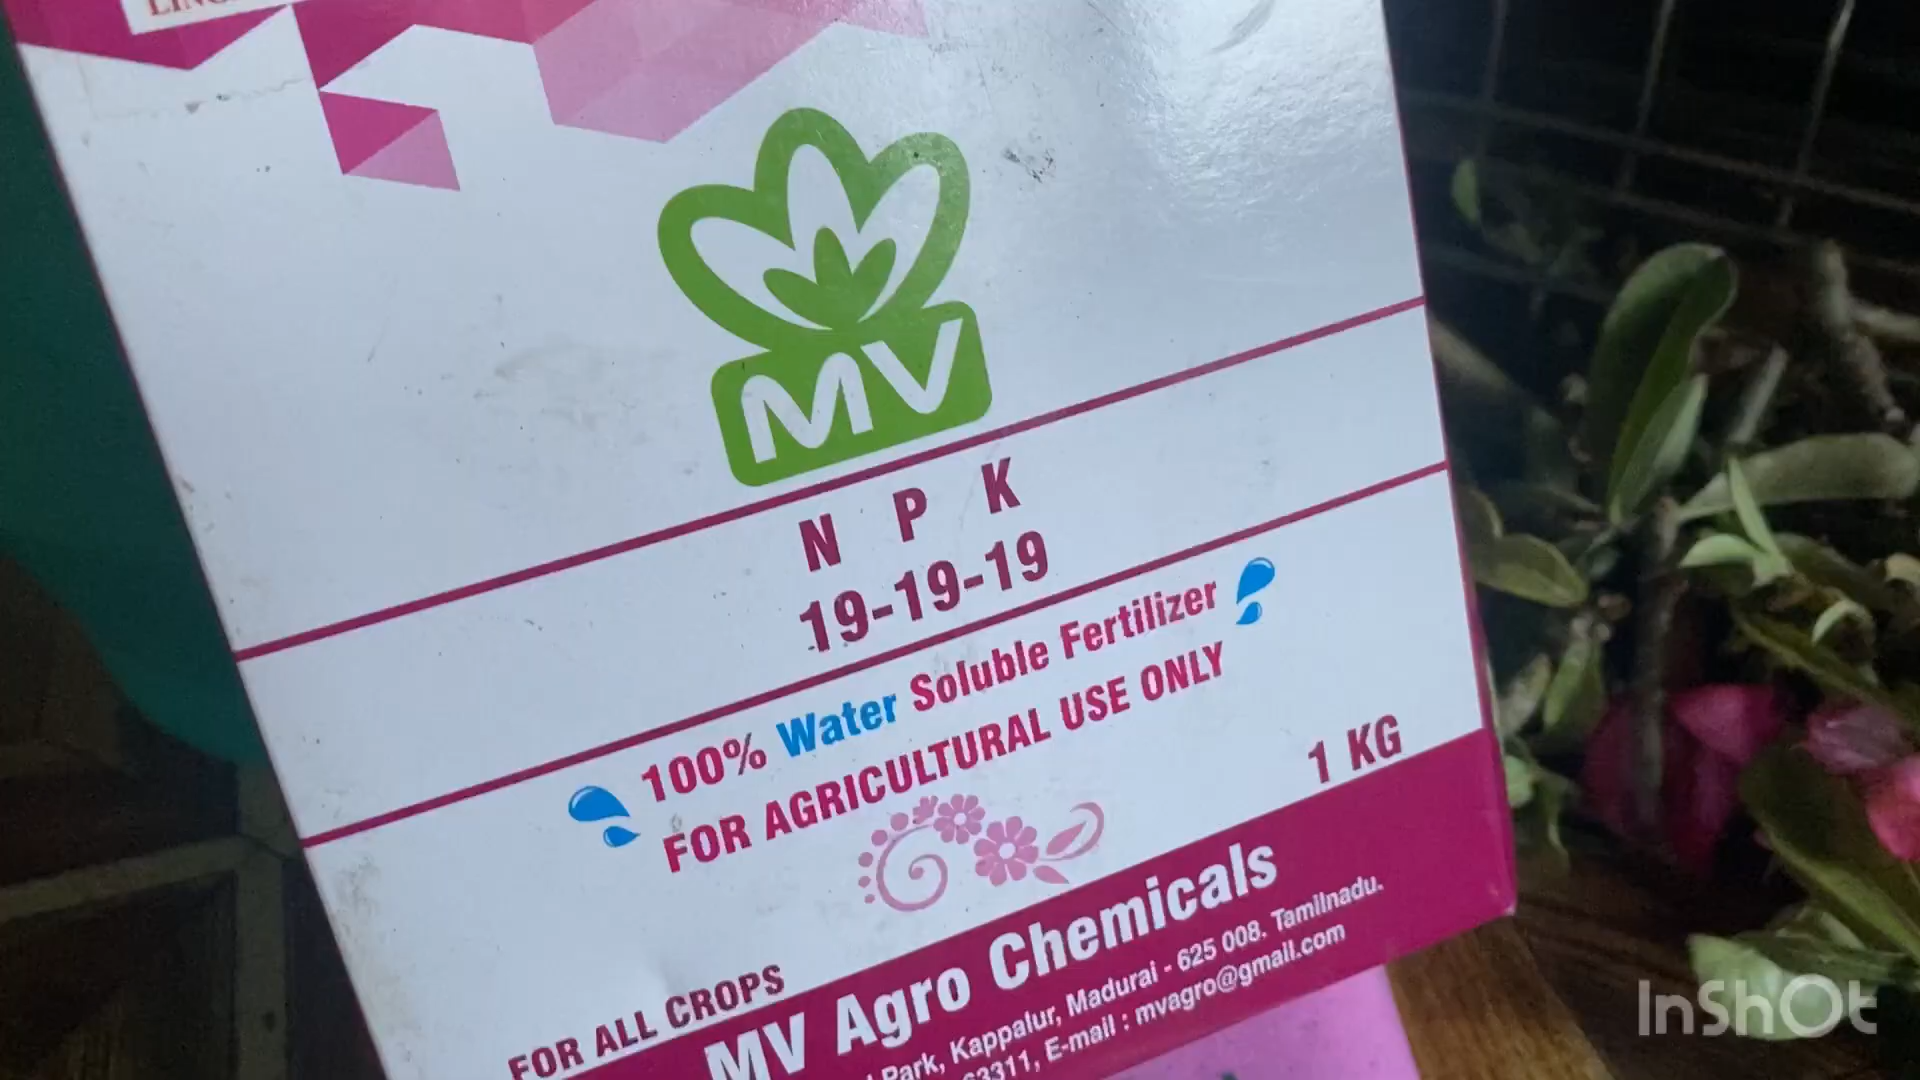 MV
N P K
19-19-19
100% Water Soluble Fertilizer
FOR AGRICULTURAL USE ONLY
1 KG
FOR ALL CROPS
MV Agro Chemicals
Park, Kappalur, Madurai - 625 008. Tamilnadu.
63311, E-mail : mvagro@gmail.com
InShOt